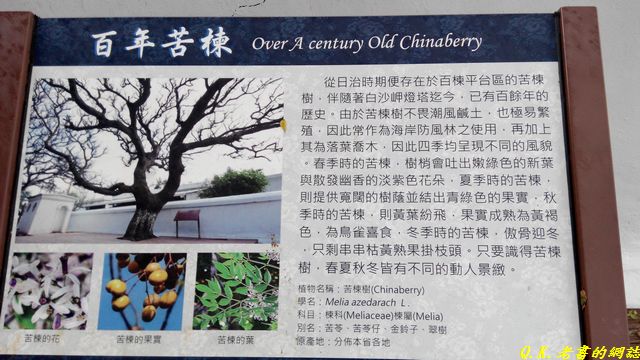 百年苦楝 Over A century Old Chinaberry
從日治時期便存在於百楝平台區的苦楝
樹，伴隨著白沙岬燈塔迄今，已有百餘年的
歷史。由於苦楝樹不畏潮風鹹土，也極易繁
殖，因此常作為海岸防風林之使用，再加上
其為落葉喬木，因此四季均呈現不同的風貌
。春季時的苦楝，樹梢會吐出嫩綠色的新葉
與散發幽香的淡紫色花朵，夏季時的苦楝，
則提供寬闊的樹蔭並結出青綠色的果實，秋
季時的苦楝，則黃葉紛飛，果實成熟為黃褐
色，為鳥雀喜食，冬季時的苦楝，傲骨迎冬
，只剩串串枯黃熟果掛枝頭。只要識得苦楝
樹，春夏秋冬皆有不同的動人景緻。
植物名稱：苦楝樹(Chinaberry)
學名：Melia azedarach L.
科目：楝科(Meliaceae)楝屬(Melia)
別名：苦苓、苦苓仔、金鈴子、翠樹
原產地：分佈本省各地
苦楝的花
苦楝的果實
苦楝的葉
Q.K. 老書的網誌